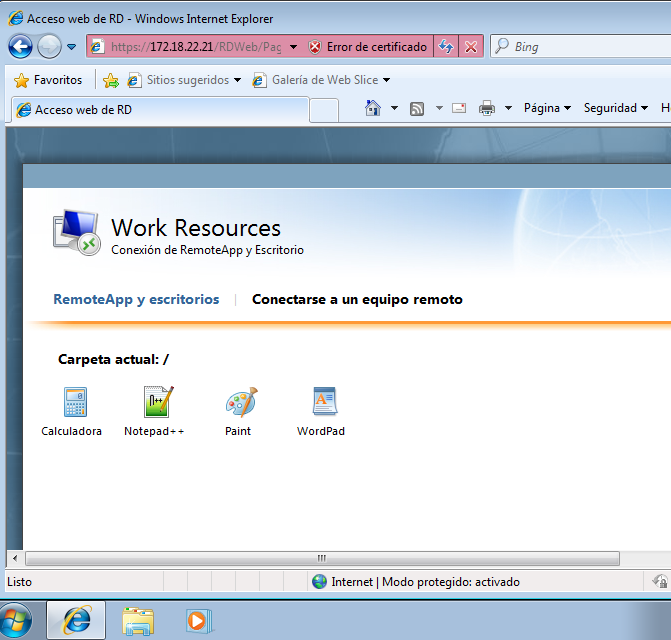 Acceso web de RD - Windows Internet Explorer
https://172.18.22.21/RDWeb/Pag Error de certificado Bing
Favoritos Sitios sugeridos Galería de Web Slice
Acceso web de RD Página Seguridad H
Work Resources
Conexión de RemoteApp y Escritorio
RemoteApp y escritorios | Conectarse a un equipo remoto
Carpeta actual: /
Calculadora Notepad++ Paint WordPad
Listo Internet | Modo protegido: activado